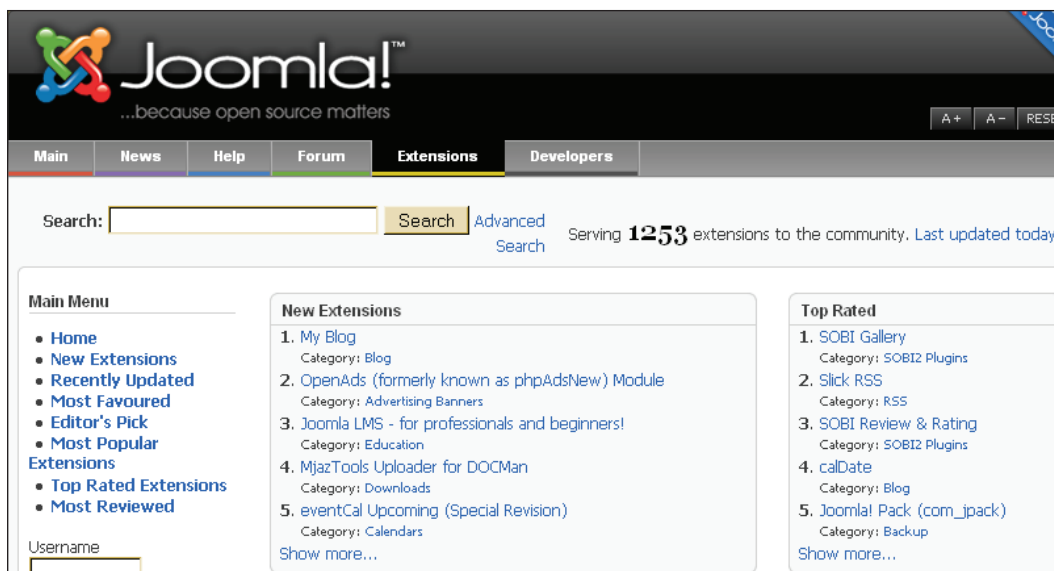 Joomla!™
...because open source matters
A+ A- RESE
Main News Help Forum Extensions Developers
Search: Search Advanced Search
Serving 1253 extensions to the community. Last updated today
Main Menu
• Home
• New Extensions
• Recently Updated
• Most Favoured
• Editor's Pick
• Most Popular
Extensions
• Top Rated Extensions
• Most Reviewed
Username
New Extensions
1. My Blog
Category: Blog
2. OpenAds (formerly known as phpAdsNew) Module
Category: Advertising Banners
3. Joomla LMS - for professionals and beginners!
Category: Education
4. MjazTools Uploader for DOCMan
Category: Downloads
5. eventCal Upcoming (Special Revision)
Category: Calendars
Show more...
Top Rated
1. SOBI Gallery
Category: SOBI2 Plugins
2. Slick RSS
Category: RSS
3. SOBI Review & Rating
Category: SOBI2 Plugins
4. calDate
Category: Blog
5. Joomla! Pack (com_jpack)
Category: Backup
Show more...